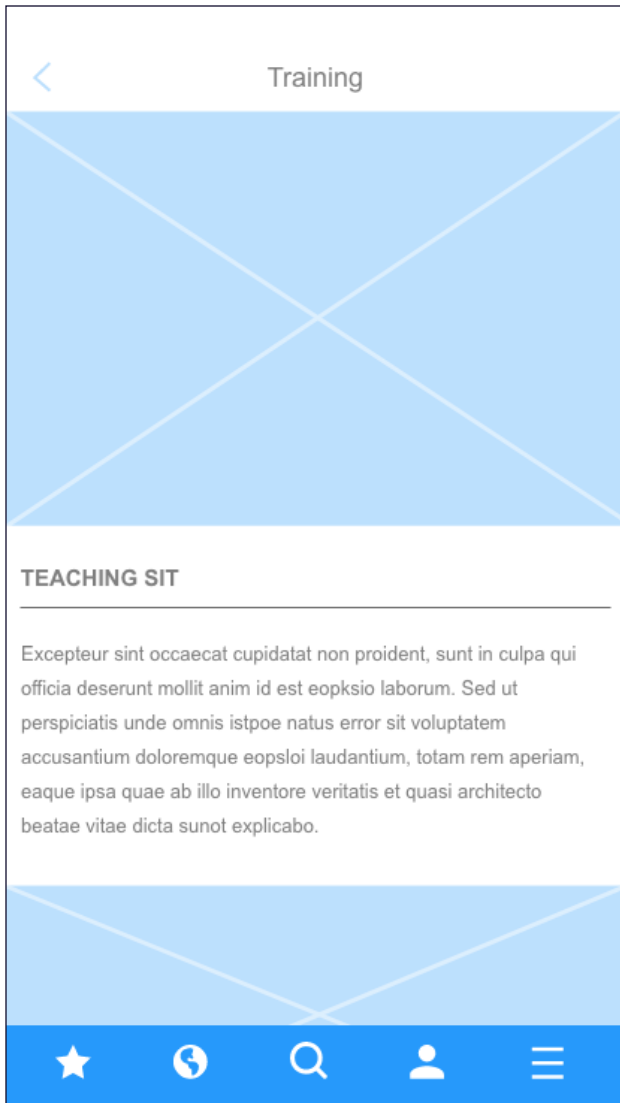 Training
TEACHING SIT
Excepteur sint occaecat cupidatat non proident, sunt in culpa qui
officia deserunt mollit anim id est eopksio laborum. Sed ut
perspiciatis unde omnis istpoe natus error sit voluptatem
accusantium doloremque eopsloi laudantium, totam rem aperiam,
eaque ipsa quae ab illo inventore veritatis et quasi architecto
beatae vitae dicta sunot explicabo.